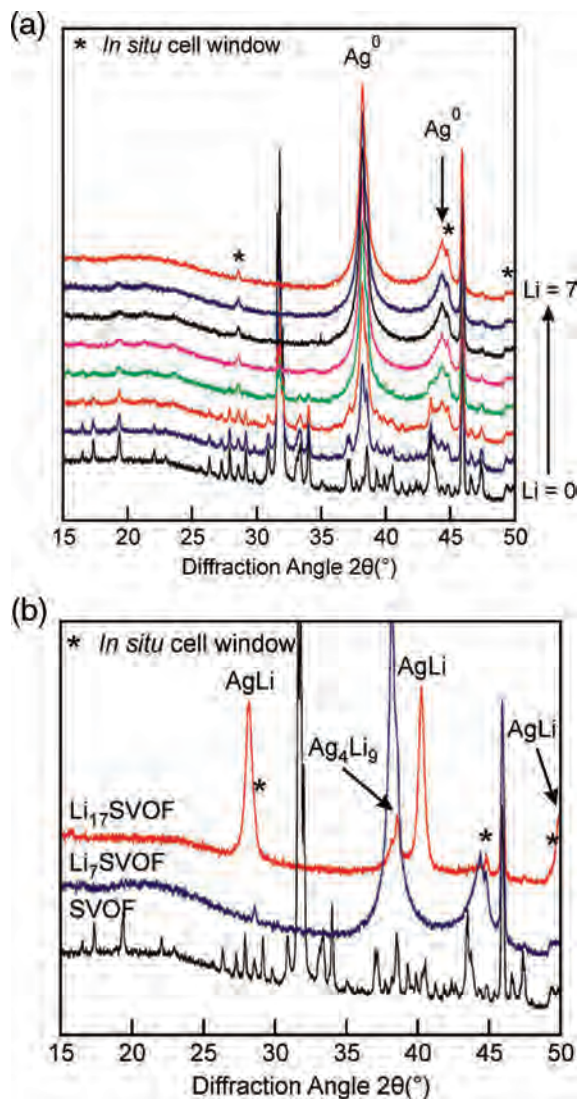 (a)
* In situ cell window
Ag⁰
Ag⁰
*
*
*
Li = 7
Li = 0
15 20 25 30 35 40 45 50
Diffraction Angle 2θ(°)
(b)
* In situ cell window
AgLi
AgLi
AgLi
Ag₄Li₉
*
*
*
Li₁₇SVOF
Li₇SVOF
SVOF
15 20 25 30 35 40 45 50
Diffraction Angle 2θ(°)